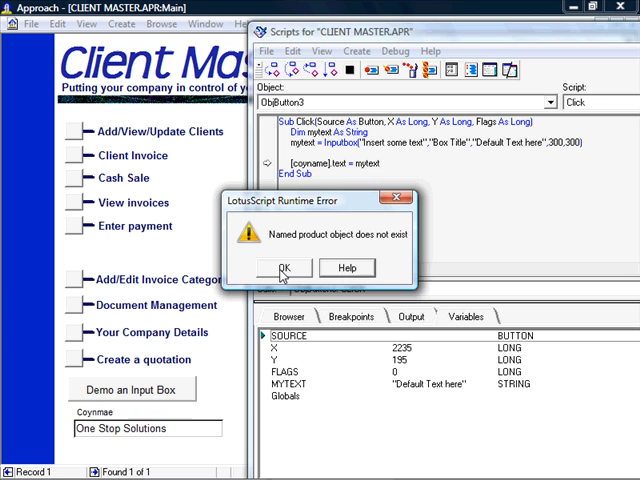 Approach - [CLIENT MASTER.APR:Main]
File Edit View Create Browse Window
Client Mas
Putting your company in control of y
Add/View/Update Clients
Client Invoice
Cash Sale
View invoices
Enter payment
Add/Edit Invoice Categor
Document Management
Your Company Details
Create a quotation
Demo an Input Box
Coynmae
One Stop Solutions
Record 1 Found 1 of 1
Scripts for "CLIENT MASTER.APR"
File Edit View Create Debug Help
Object: Script:
ObjButton3 Click
Sub Click(Source As Button, X As Long, Y As Long, Flags As Long)
Dim mytext As String
mytext = Inputbox("Insert some text","Box Title","Default Text here",300,300)
[coyname].text = mytext
End Sub
LotusScript Runtime Error
Named product object does not exist
OK Help
Browser Breakpoints Output Variables
SOURCE BUTTON
X 2235 LONG
Y 195 LONG
FLAGS 0 LONG
MYTEXT "Default Text here" STRING
Globals